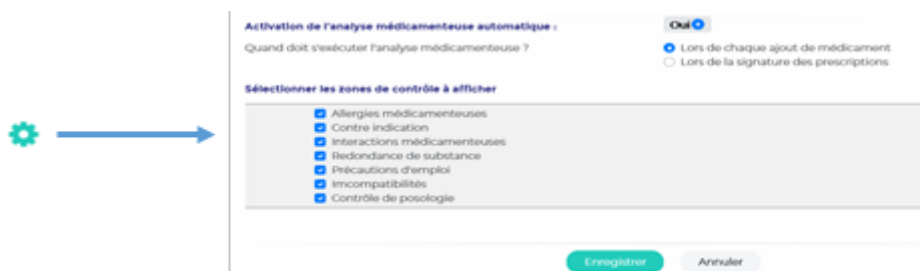 Activation de l'analyse médicamenteuse automatique : Oui
Quand doit s'exécuter l'analyse médicamenteuse ? Lors de chaque ajout de médicament
Lors de la signature des prescriptions
Sélectionner les zones de contrôle à afficher
Allergies médicamenteuses
Contre indication
Interactions médicamenteuses
Redondance de substance
Précautions d'emploi
Imcompatibilités
Contrôle de posologie
Enregistrer Annuler